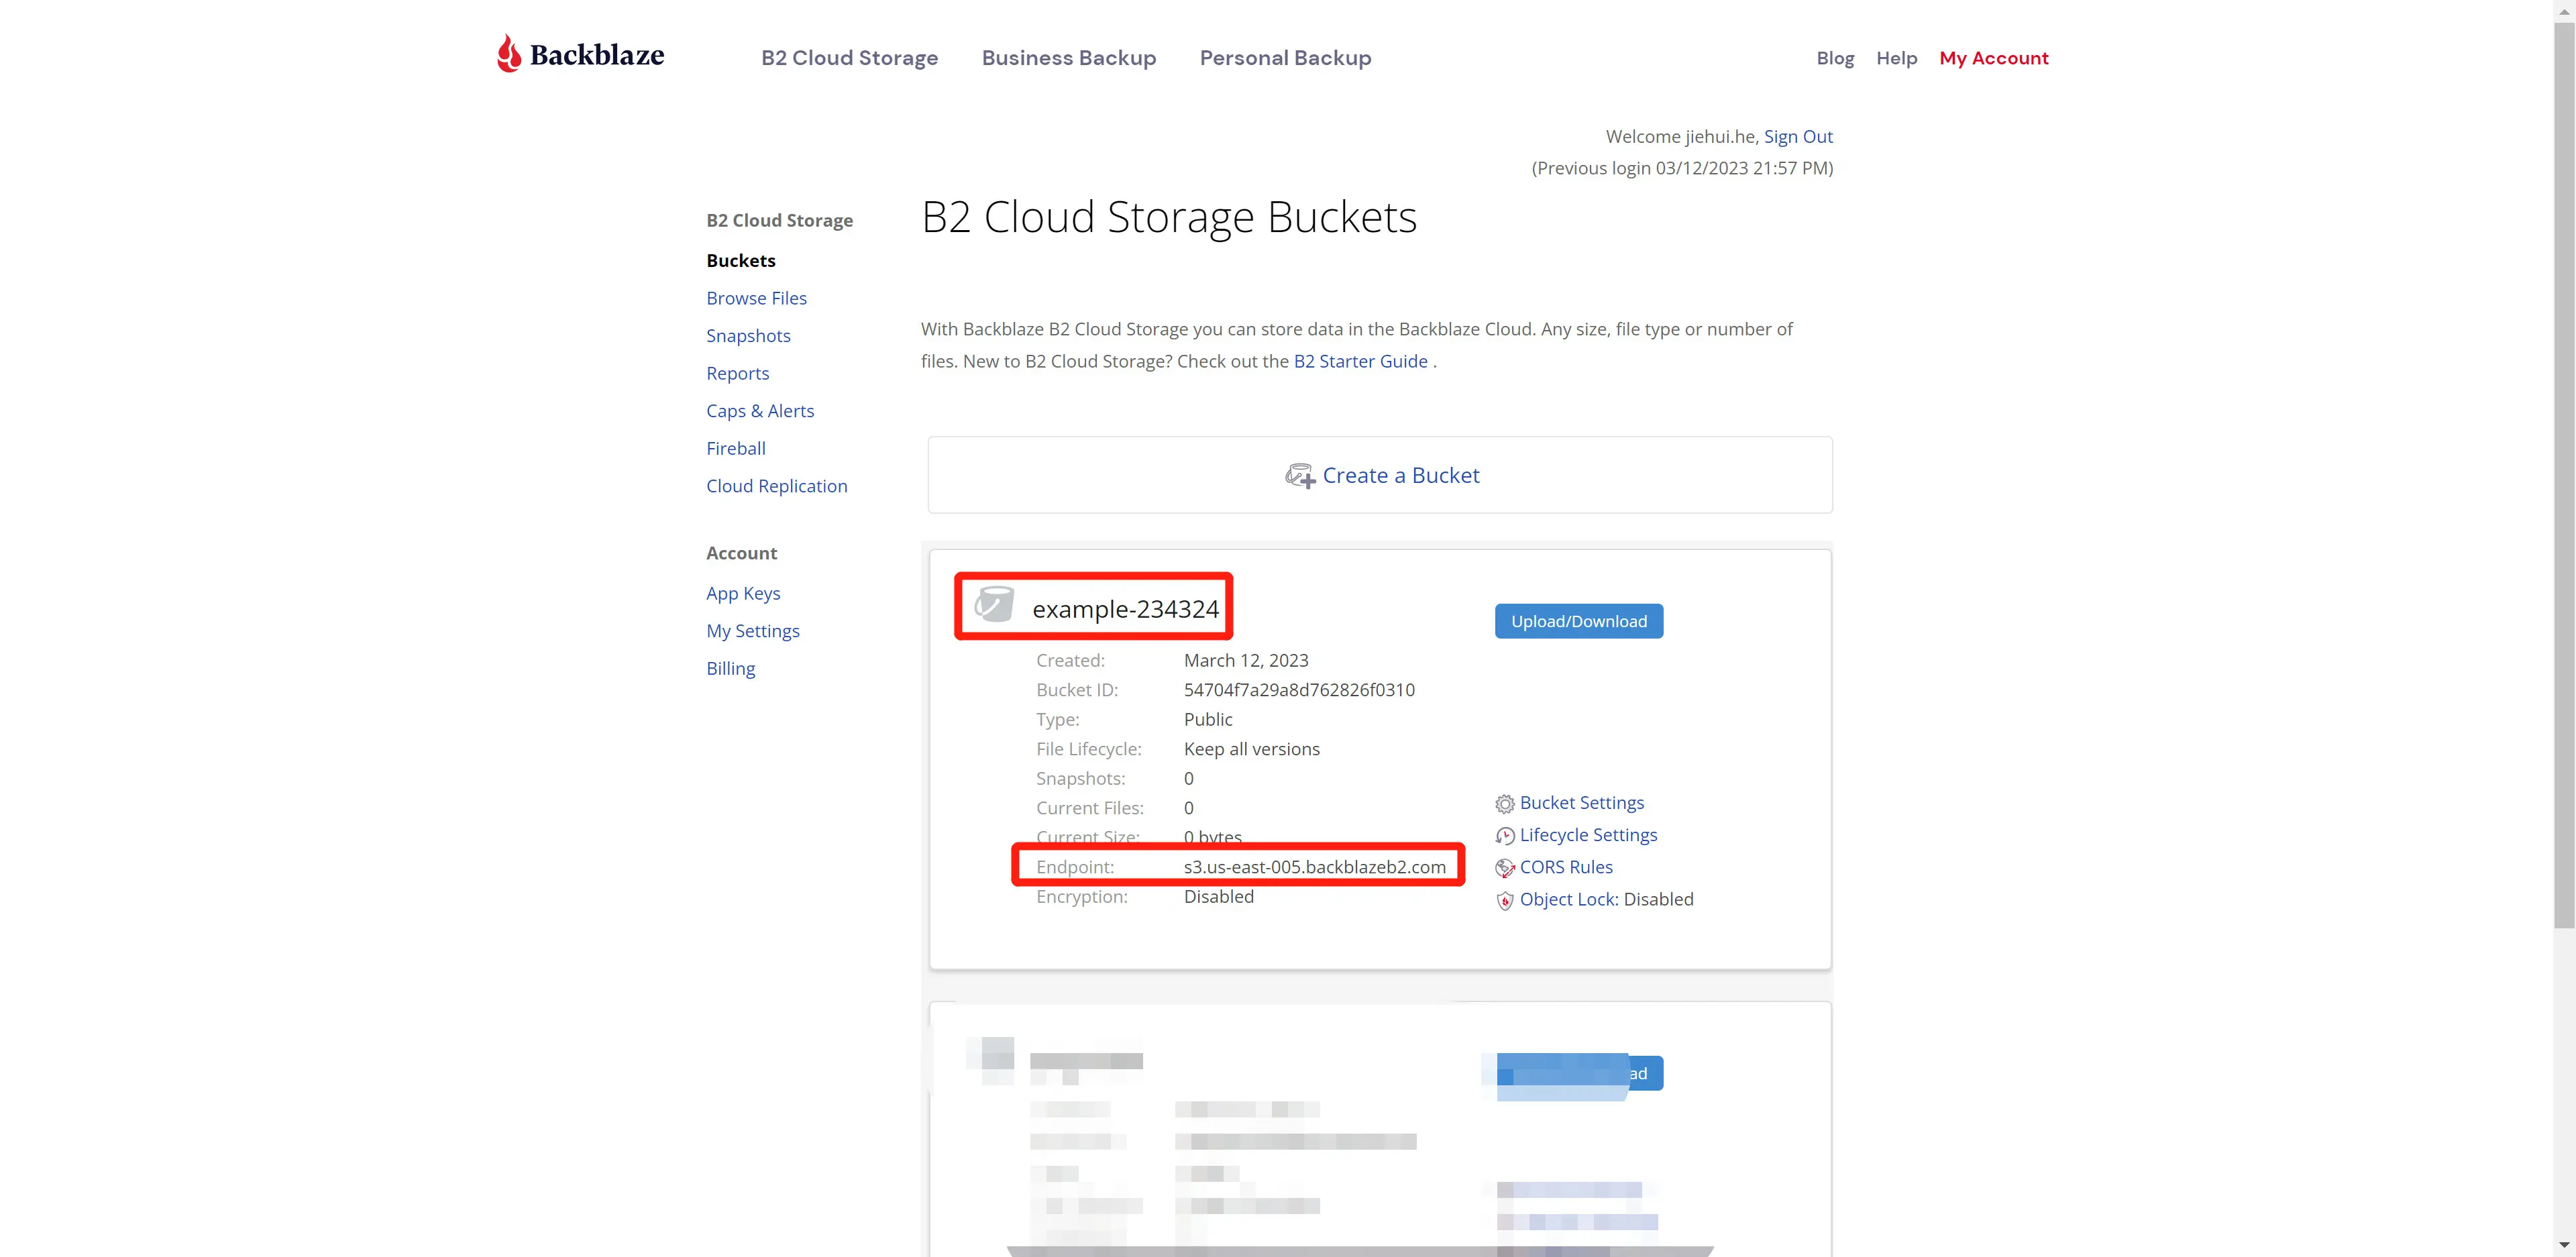 Backblaze
B2 Cloud Storage
Business Backup
Personal Backup
Blog
Help
My Account
Welcome jiehui.he, Sign Out
(Previous login 03/12/2023 21:57 PM)
B2 Cloud Storage
Buckets
Browse Files
Snapshots
Reports
Caps & Alerts
Fireball
Cloud Replication
Account
App Keys
My Settings
Billing
B2 Cloud Storage Buckets
With Backblaze B2 Cloud Storage you can store data in the Backblaze Cloud. Any size, file type or number of
files. New to B2 Cloud Storage? Check out the B2 Starter Guide .
Create a Bucket
example-234324
Upload/Download
Created: March 12, 2023
Bucket ID: 54704f7a29a8d762826f0310
Type: Public
File Lifecycle: Keep all versions
Snapshots: 0
Current Files: 0
Current Size: 0 bytes
Endpoint: s3.us-east-005.backblazeb2.com
Encryption: Disabled
Bucket Settings
Lifecycle Settings
CORS Rules
Object Lock: Disabled
ad